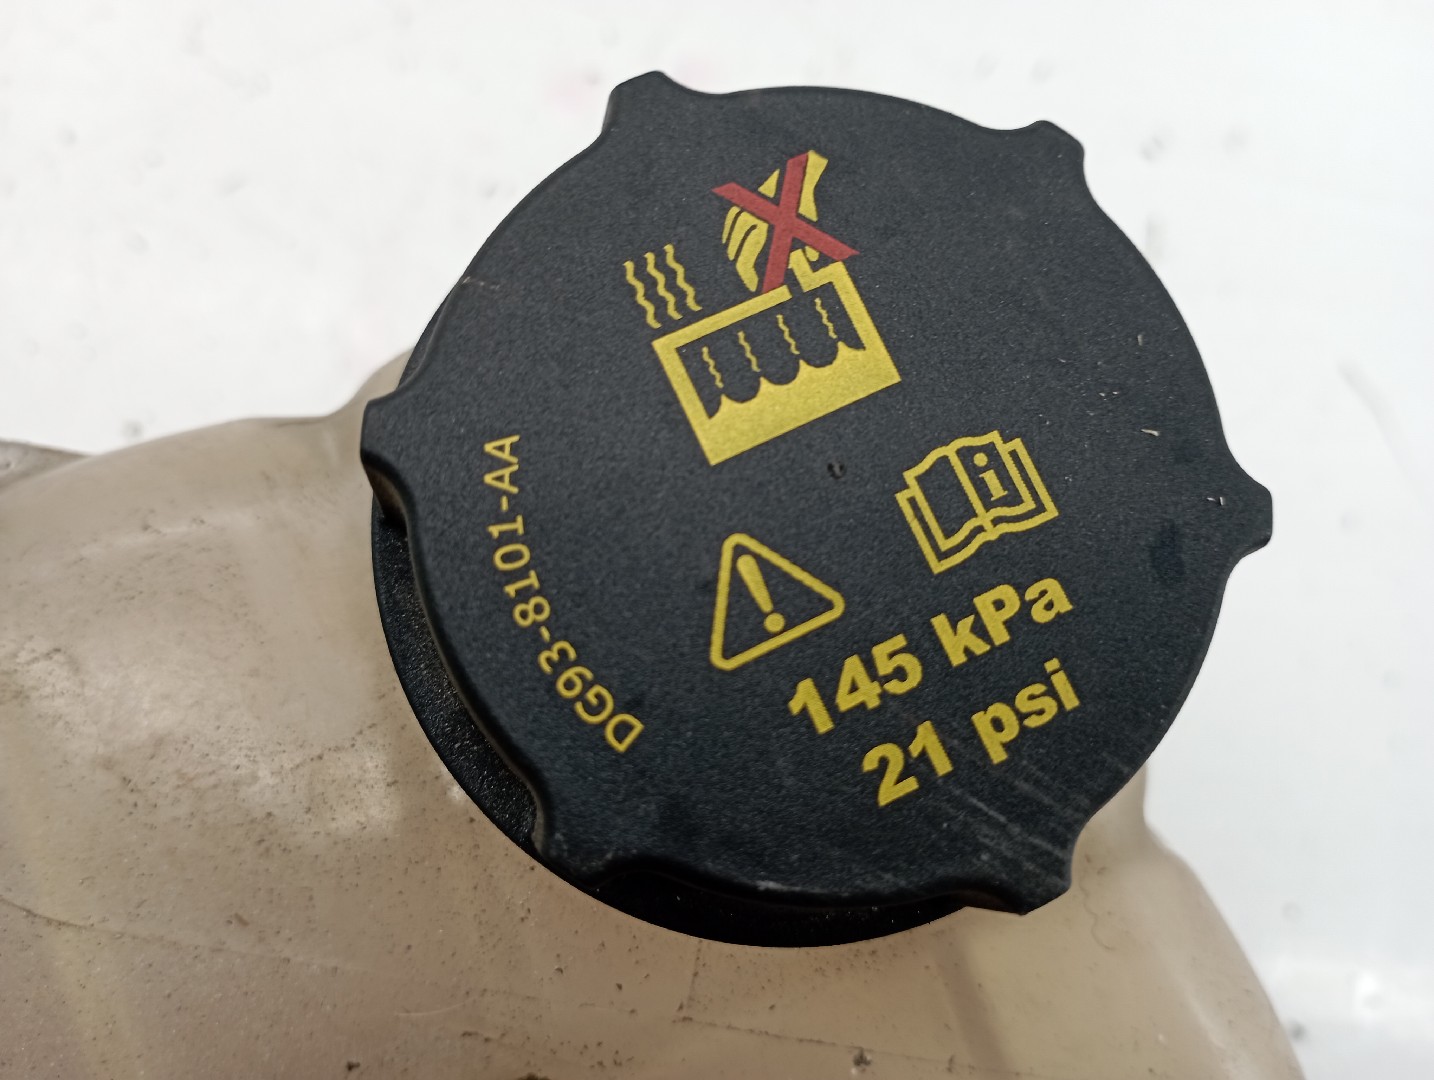 DG93-8101-AA
145 kPa
21 psi